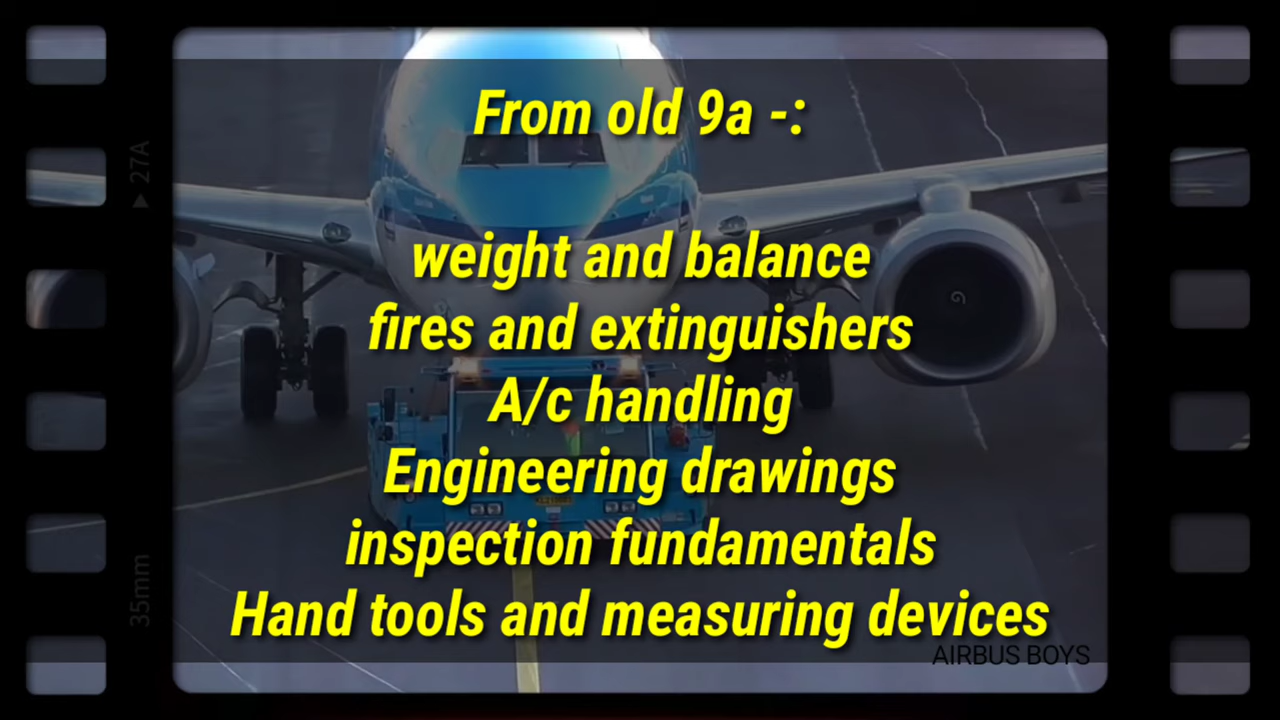 From old 9a -:
weight and balance
fires and extinguishers
A/c handling
Engineering drawings
inspection fundamentals
Hand tools and measuring devices
AIRBUS BOYS
27A
35mm